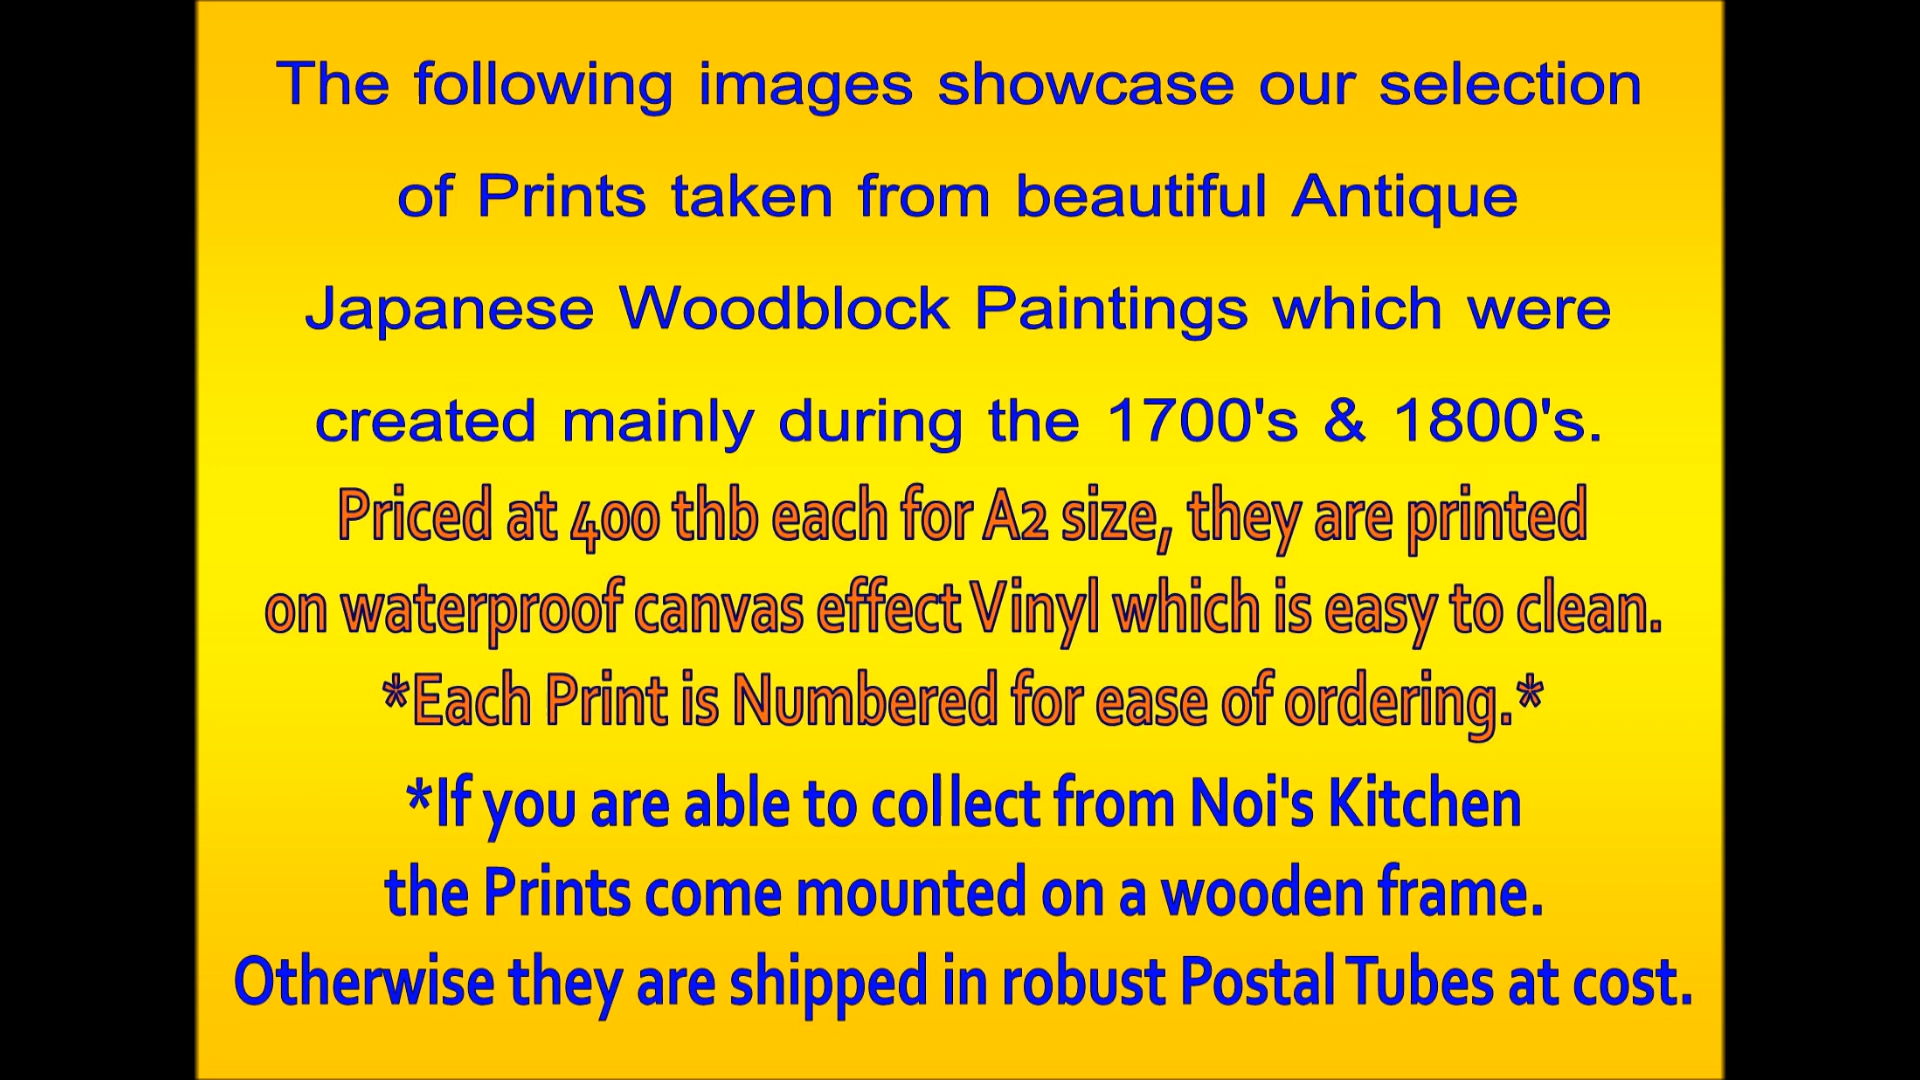 The following images showcase our selection
of Prints taken from beautiful Antique
Japanese Woodblock Paintings which were
created mainly during the 1700's & 1800's.
Priced at 400 thb each for A2 size, they are printed
on waterproof canvas effect Vinyl which is easy to clean.
*Each Print is Numbered for ease of ordering.*
*If you are able to collect from Noi's Kitchen
the Prints come mounted on a wooden frame.
Otherwise they are shipped in robust Postal Tubes at cost.